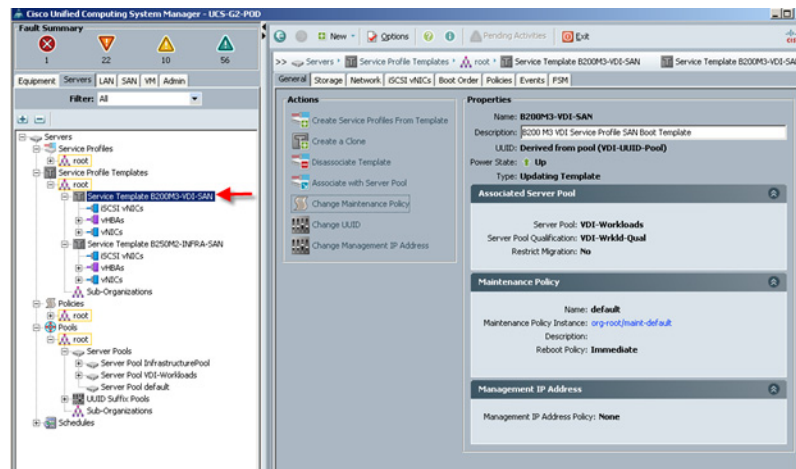 Cisco Unified Computing System Manager - UCS-G2-POD
Fault Summary
1 22 10 56
New Options Pending Activities Exit
>> Servers Service Profile Templates root Service Template B200M3-VDI-SAN Service Template B200M3-VDI-SA
Equipment Servers LAN SAN VM Admin
Filter: All
Servers
Service Profiles
root
Service Profile Templates
root
Service Template B200M3-VDI-SAN
iSCSI vNICs
vHBAs
vNICs
Service Template B250M2-INFRA-SAN
iSCSI vNICs
vHBAs
vNICs
Sub-Organizations
Policies
root
Pools
root
Server Pools
Server Pool InfrastructurePool
Server Pool VDI-Workloads
Server Pool default
UUID Suffix Pools
Sub-Organizations
Schedules
General Storage Network iSCSI vNICs Boot Order Policies Events FSM
Actions
Create Service Profiles From Template
Create a Clone
Disassociate Template
Associate with Server Pool
Change Maintenance Policy
Change UUID
Change Management IP Address
Properties
Name: B200M3-VDI-SAN
Description: B200 M3 VDI Service Profile SAN Boot Template
UUID: Derived from pool (VDI-UUID-Pool)
Power State: Up
Type: Updating Template
Associated Server Pool
Server Pool: VDI-Workloads
Server Pool Qualification: VDI-Wrkld-Qual
Restrict Migration: No
Maintenance Policy
Name: default
Maintenance Policy Instance: org-root/maint-default
Description:
Reboot Policy: Immediate
Management IP Address
Management IP Address Policy: None